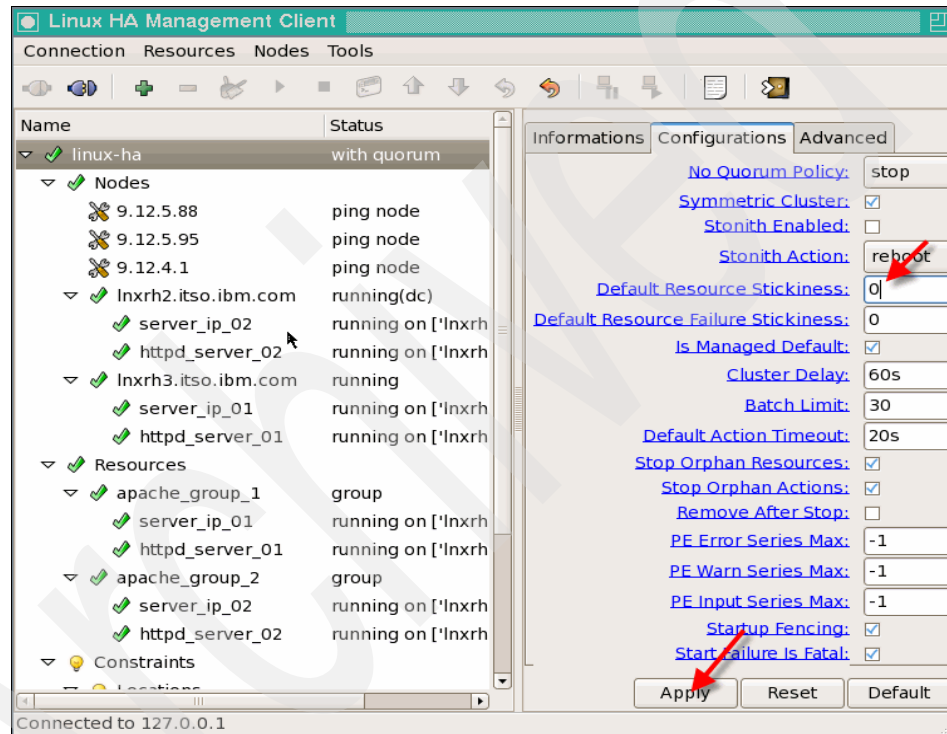 Linux HA Management Client
Connection Resources Nodes Tools
Name Status
linux-ha with quorum
Nodes
9.12.5.88 ping node
9.12.5.95 ping node
9.12.4.1 ping node
lnxrh2.itso.ibm.com running(dc)
server_ip_02 running on ['lnxrh
httpd_server_02 running on ['lnxrh
lnxrh3.itso.ibm.com running
server_ip_01 running on ['lnxrh
httpd_server_01 running on ['lnxrh
Resources
apache_group_1 group
server_ip_01 running on ['lnxrh
httpd_server_01 running on ['lnxrh
apache_group_2 group
server_ip_02 running on ['lnxrh
httpd_server_02 running on ['lnxrh
Constraints
Locations
Informations Configurations Advanced
No Quorum Policy: stop
Symmetric Cluster:
Stonith Enabled:
Stonith Action: reboot
Default Resource Stickiness: 0
Default Resource Failure Stickiness: 0
Is Managed Default:
Cluster Delay: 60s
Batch Limit: 30
Default Action Timeout: 20s
Stop Orphan Resources:
Stop Orphan Actions:
Remove After Stop:
PE Error Series Max: -1
PE Warn Series Max: -1
PE Input Series Max: -1
Startup Fencing:
Start Failure Is Fatal:
Apply Reset Default
Connected to 127.0.0.1